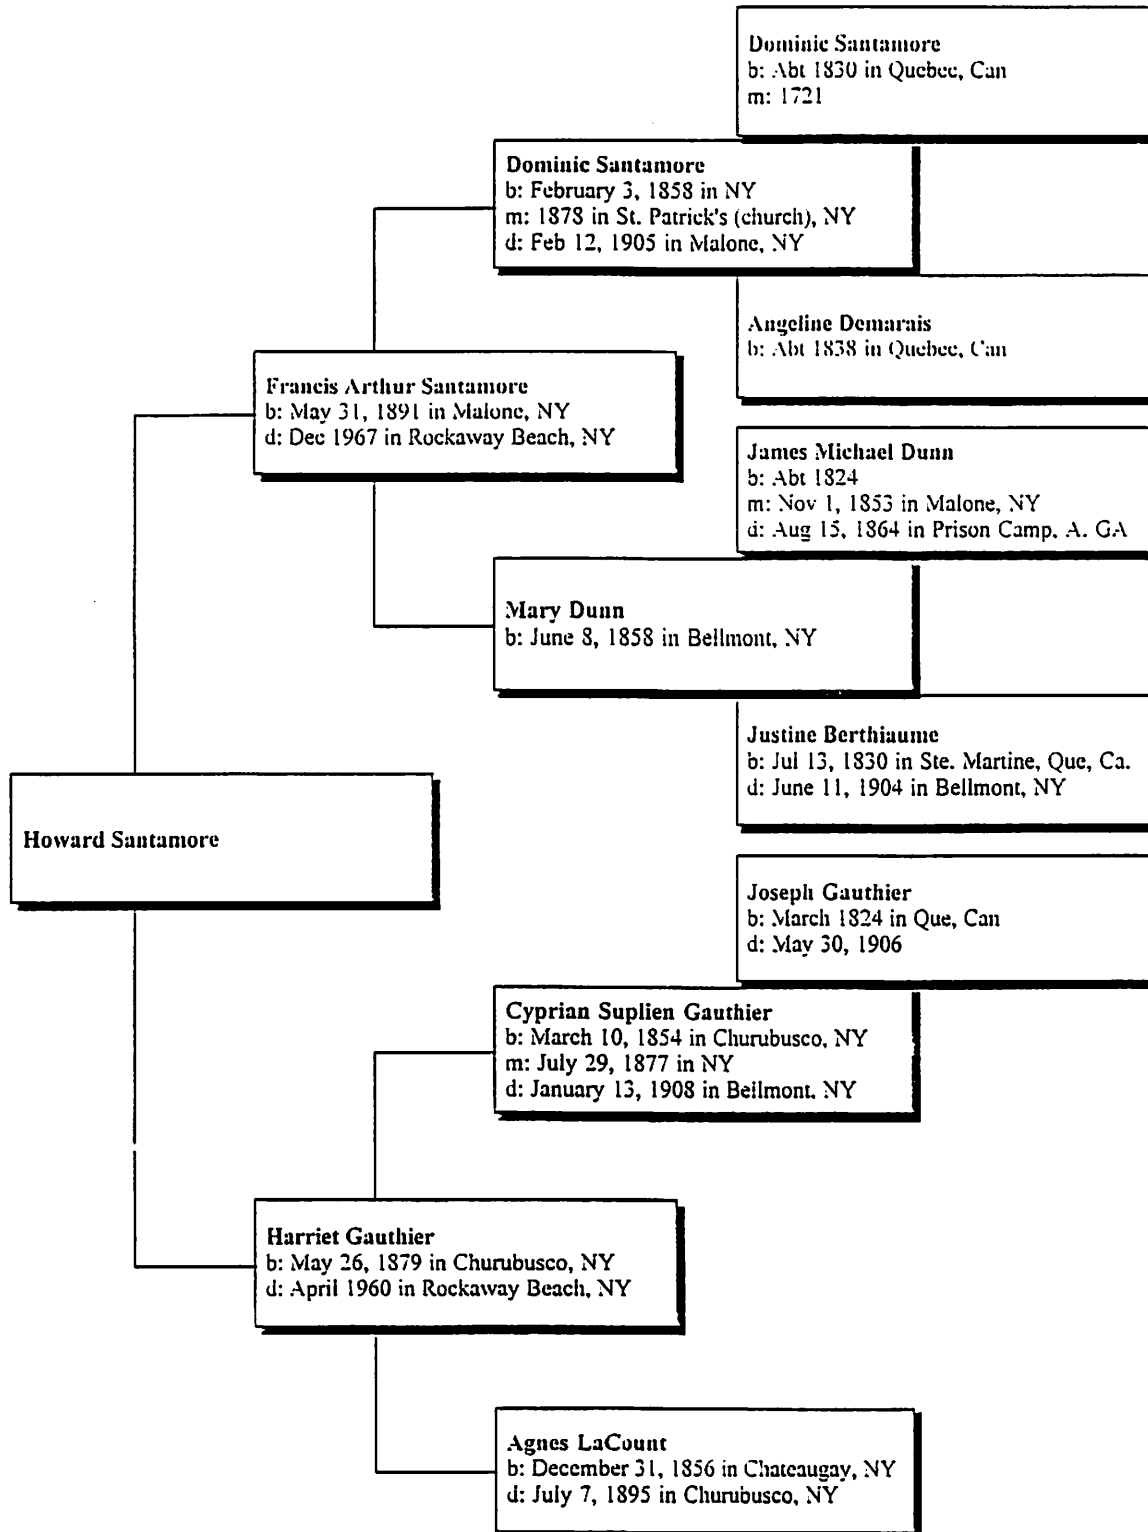 Dominic Santamore
b: Abt 1830 in Quebec, Can
m: 1721
Dominic Santamore
b: February 3, 1858 in NY
m: 1878 in St. Patrick's (church), NY
d: Feb 12, 1905 in Malone, NY
Angeline Demarais
b: Abt 1838 in Quebec, Can
Francis Arthur Santamore
b: May 31, 1891 in Malone, NY
d: Dec 1967 in Rockaway Beach, NY
James Michael Dunn
b: Abt 1824
m: Nov 1, 1853 in Malone, NY
d: Aug 15, 1864 in Prison Camp, A. GA
Mary Dunn
b: June 8, 1858 in Bellmont, NY
Justine Berthiaume
b: Jul 13, 1830 in Ste. Martine, Que, Ca.
d: June 11, 1904 in Bellmont, NY
Howard Santamore
Joseph Gauthier
b: March 1824 in Que, Can
d: May 30, 1906
Cyprian Suplien Gauthier
b: March 10, 1854 in Churubusco, NY
m: July 29, 1877 in NY
d: January 13, 1908 in Bellmont, NY
Harriet Gauthier
b: May 26, 1879 in Churubusco, NY
d: April 1960 in Rockaway Beach, NY
Agnes LaCount
b: December 31, 1856 in Chateaugay, NY
d: July 7, 1895 in Churubusco, NY